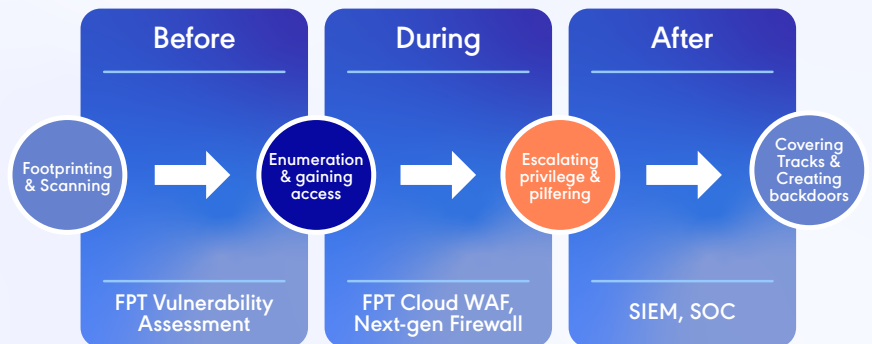 Before
During
After
Footprinting
& Scanning
Enumeration
& gaining
access
Escalating
privilege &
pilfering
Covering
Tracks &
Creating
backdoors
FPT Vulnerability
Assessment
FPT Cloud WAF,
Next-gen Firewall
SIEM, SOC